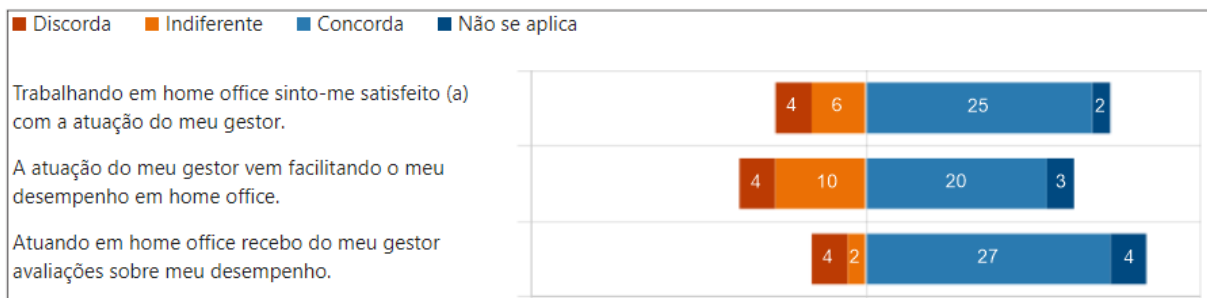 Discorda Indiferente Concorda Não se aplica
Trabalhando em home office sinto-me satisfeito (a)
com a atuação do meu gestor.
4 6 25 2
A atuação do meu gestor vem facilitando o meu
desempenho em home office.
4 10 20 3
Atuando em home office recebo do meu gestor
avaliações sobre meu desempenho.
4 2 27 4